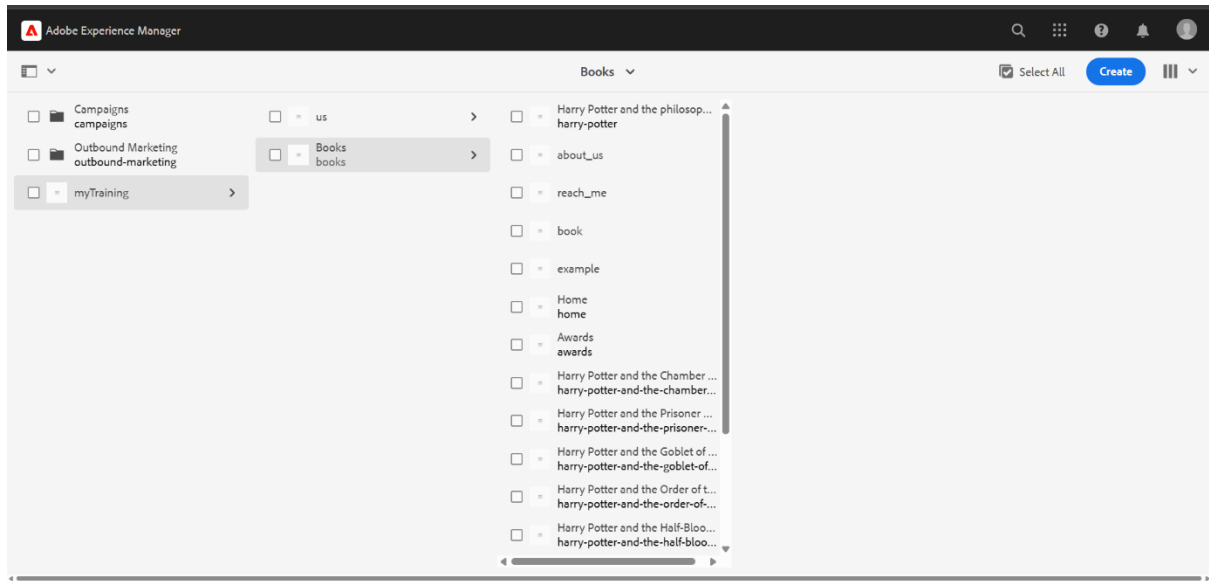 Adobe Experience Manager
Books
Select All
Create
Campaigns
campaigns
Outbound Marketing
outbound-marketing
myTraining
us
Books
books
Harry Potter and the philosop...
harry-potter
about_us
reach_me
book
example
Home
home
Awards
awards
Harry Potter and the Chamber ...
harry-potter-and-the-chamber...
Harry Potter and the Prisoner ...
harry-potter-and-the-prisoner-...
Harry Potter and the Goblet of ...
harry-potter-and-the-goblet-of...
Harry Potter and the Order of t...
harry-potter-and-the-order-of-...
Harry Potter and the Half-Bloo...
harry-potter-and-the-half-bloo...